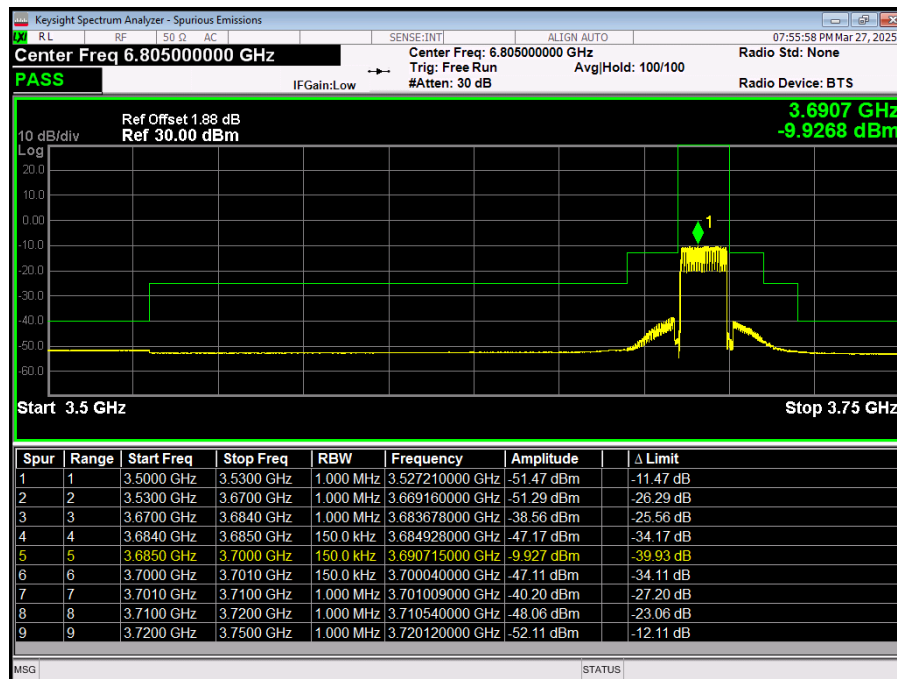 Keysight Spectrum Analyzer - Spurious Emissions
LXI RL RF 50 Ω AC SENSE:INT ALIGN AUTO 07:55:58 PM Mar 27, 2025
Center Freq 6.805000000 GHz Center Freq: 6.805000000 GHz Radio Std: None
Trig: Free Run Avg|Hold: 100/100
PASS IFGain:Low #Atten: 30 dB Radio Device: BTS
3.6907 GHz
-9.9268 dBm
Ref Offset 1.88 dB
10 dB/div Ref 30.00 dBm
Log
20.0
10.0
0.00
1
-10.0
-20.0
-30.0
-40.0
-50.0
-60.0
Start 3.5 GHz Stop 3.75 GHz
Spur Range Start Freq Stop Freq RBW Frequency Amplitude Δ Limit
1 1 3.5000 GHz 3.5300 GHz 1.000 MHz 3.527210000 GHz -51.47 dBm -11.47 dB
2 2 3.5300 GHz 3.6700 GHz 1.000 MHz 3.669160000 GHz -51.29 dBm -26.29 dB
3 3 3.6700 GHz 3.6840 GHz 1.000 MHz 3.683678000 GHz -38.56 dBm -25.56 dB
4 4 3.6840 GHz 3.6850 GHz 150.0 kHz 3.684928000 GHz -47.17 dBm -34.17 dB
5 5 3.6850 GHz 3.7000 GHz 150.0 kHz 3.690715000 GHz -9.927 dBm -39.93 dB
6 6 3.7000 GHz 3.7010 GHz 150.0 kHz 3.700040000 GHz -47.11 dBm -34.11 dB
7 7 3.7010 GHz 3.7100 GHz 1.000 MHz 3.701009000 GHz -40.20 dBm -27.20 dB
8 8 3.7100 GHz 3.7200 GHz 1.000 MHz 3.710540000 GHz -48.06 dBm -23.06 dB
9 9 3.7200 GHz 3.7500 GHz 1.000 MHz 3.720120000 GHz -52.11 dBm -12.11 dB
MSG STATUS